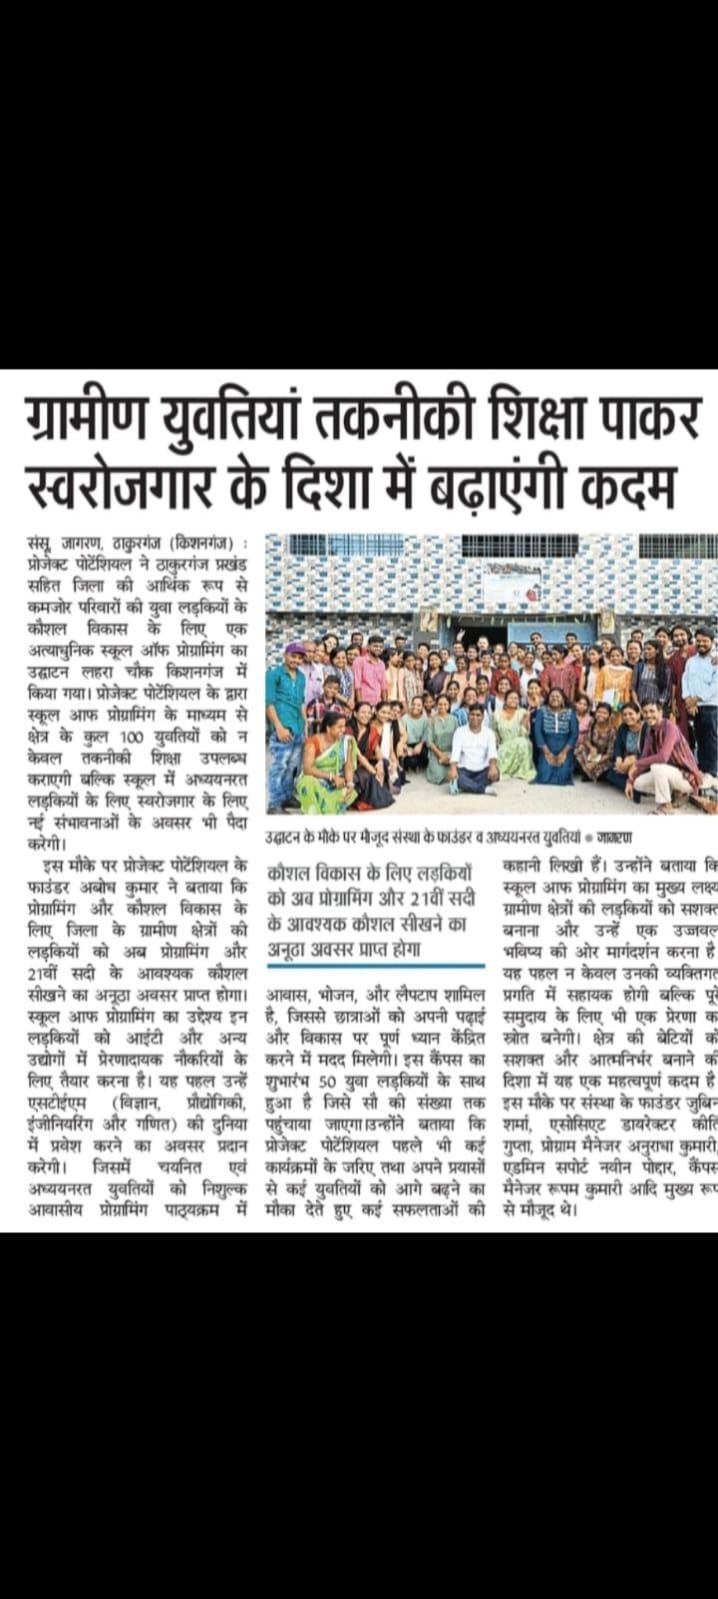 ग्रामीण युवतियां तकनीकी शिक्षा पाकर
स्वरोजगार के दिशा में बढ़ाएंगी कदम
संसू, जागरण, ठाकुरगंज (किशनगंज) :
प्रोजेक्ट पोटेंशियल ने ठाकुरगंज प्रखंड
सहित जिला की आर्थिक रूप से
कमजोर परिवारों की युवा लड़कियों के
कौशल विकास के लिए एक
अत्याधुनिक स्कूल ऑफ प्रोग्रामिंग का
उद्घाटन लहरा चौक किशनगंज में
किया गया। प्रोजेक्ट पोटेंशियल के द्वारा
स्कूल आफ प्रोग्रामिंग के माध्यम से
क्षेत्र के कुल 100 युवतियों को न
केवल तकनीकी शिक्षा उपलब्ध
कराएगी बल्कि स्कूल में अध्ययनरत
लड़कियों के लिए स्वरोजगार के लिए
नई संभावनाओं के अवसर भी पैदा
करेगी।
इस मौके पर प्रोजेक्ट पोटेंशियल के
फाउंडर अबोध कुमार ने बताया कि
प्रोग्रामिंग और कौशल विकास के
लिए जिला के ग्रामीण क्षेत्रों की
लड़कियों को अब प्रोग्रामिंग और
21वीं सदी के आवश्यक कौशल
सीखने का अनूठा अवसर प्राप्त होगा।
स्कूल आफ प्रोग्रामिंग का उद्देश्य इन
लड़कियों को आईटी और अन्य
उद्योगों में प्रेरणादायक नौकरियों के
लिए तैयार करना है। यह पहल उन्हें
एसटीईएम (विज्ञान, प्रौद्योगिकी,
इंजीनियरिंग और गणित) की दुनिया
में प्रवेश करने का अवसर प्रदान
करेगी। जिसमें चयनित एवं
अध्ययनरत युवतियों को निशुल्क
आवासीय प्रोग्रामिंग पाठ्यक्रम में
उद्घाटन के मौके पर मौजूद संस्था के फाउंडर व अध्ययनरत युवतियां ● जागरण
कौशल विकास के लिए लड़कियों
को अब प्रोग्रामिंग और 21वीं सदी
के आवश्यक कौशल सीखने का
अनूठा अवसर प्राप्त होगा
आवास, भोजन, और लैपटाप शामिल
है, जिससे छात्राओं को अपनी पढ़ाई
और विकास पर पूर्ण ध्यान केंद्रित
करने में मदद मिलेगी। इस कैंपस का
शुभारंभ 50 युवा लड़कियों के साथ
हुआ है जिसे सौ की संख्या तक
पहुंचाया जाएगा।उन्होंने बताया कि
प्रोजेक्ट पोटेंशियल पहले भी कई
कार्यक्रमों के जरिए तथा अपने प्रयासों
से कई युवतियों को आगे बढ़ने का
मौका देते हुए कई सफलताओं की
कहानी लिखी हैं। उन्होंने बताया कि
स्कूल आफ प्रोग्रामिंग का मुख्य लक्ष्य
ग्रामीण क्षेत्रों की लड़कियों को सशक्त
बनाना और उन्हें एक उज्जवल
भविष्य की ओर मार्गदर्शन करना है
यह पहल न केवल उनकी व्यक्तिगत
प्रगति में सहायक होगी बल्कि पूरे
समुदाय के लिए भी एक प्रेरणा क
स्रोत बनेगी। क्षेत्र की बेटियों क
सशक्त और आत्मनिर्भर बनाने की
दिशा में यह एक महत्वपूर्ण कदम है
इस मौके पर संस्था के फाउंडर जुबिन
शर्मा, एसोसिएट डायरेक्टर कीर्ति
गुप्ता, प्रोग्राम मैनेजर अनुराधा कुमारी,
एडमिन सपोर्ट नवीन पोद्दार, कैंपस
मैनेजर रूपम कुमारी आदि मुख्य रूप
से मौजूद थे।